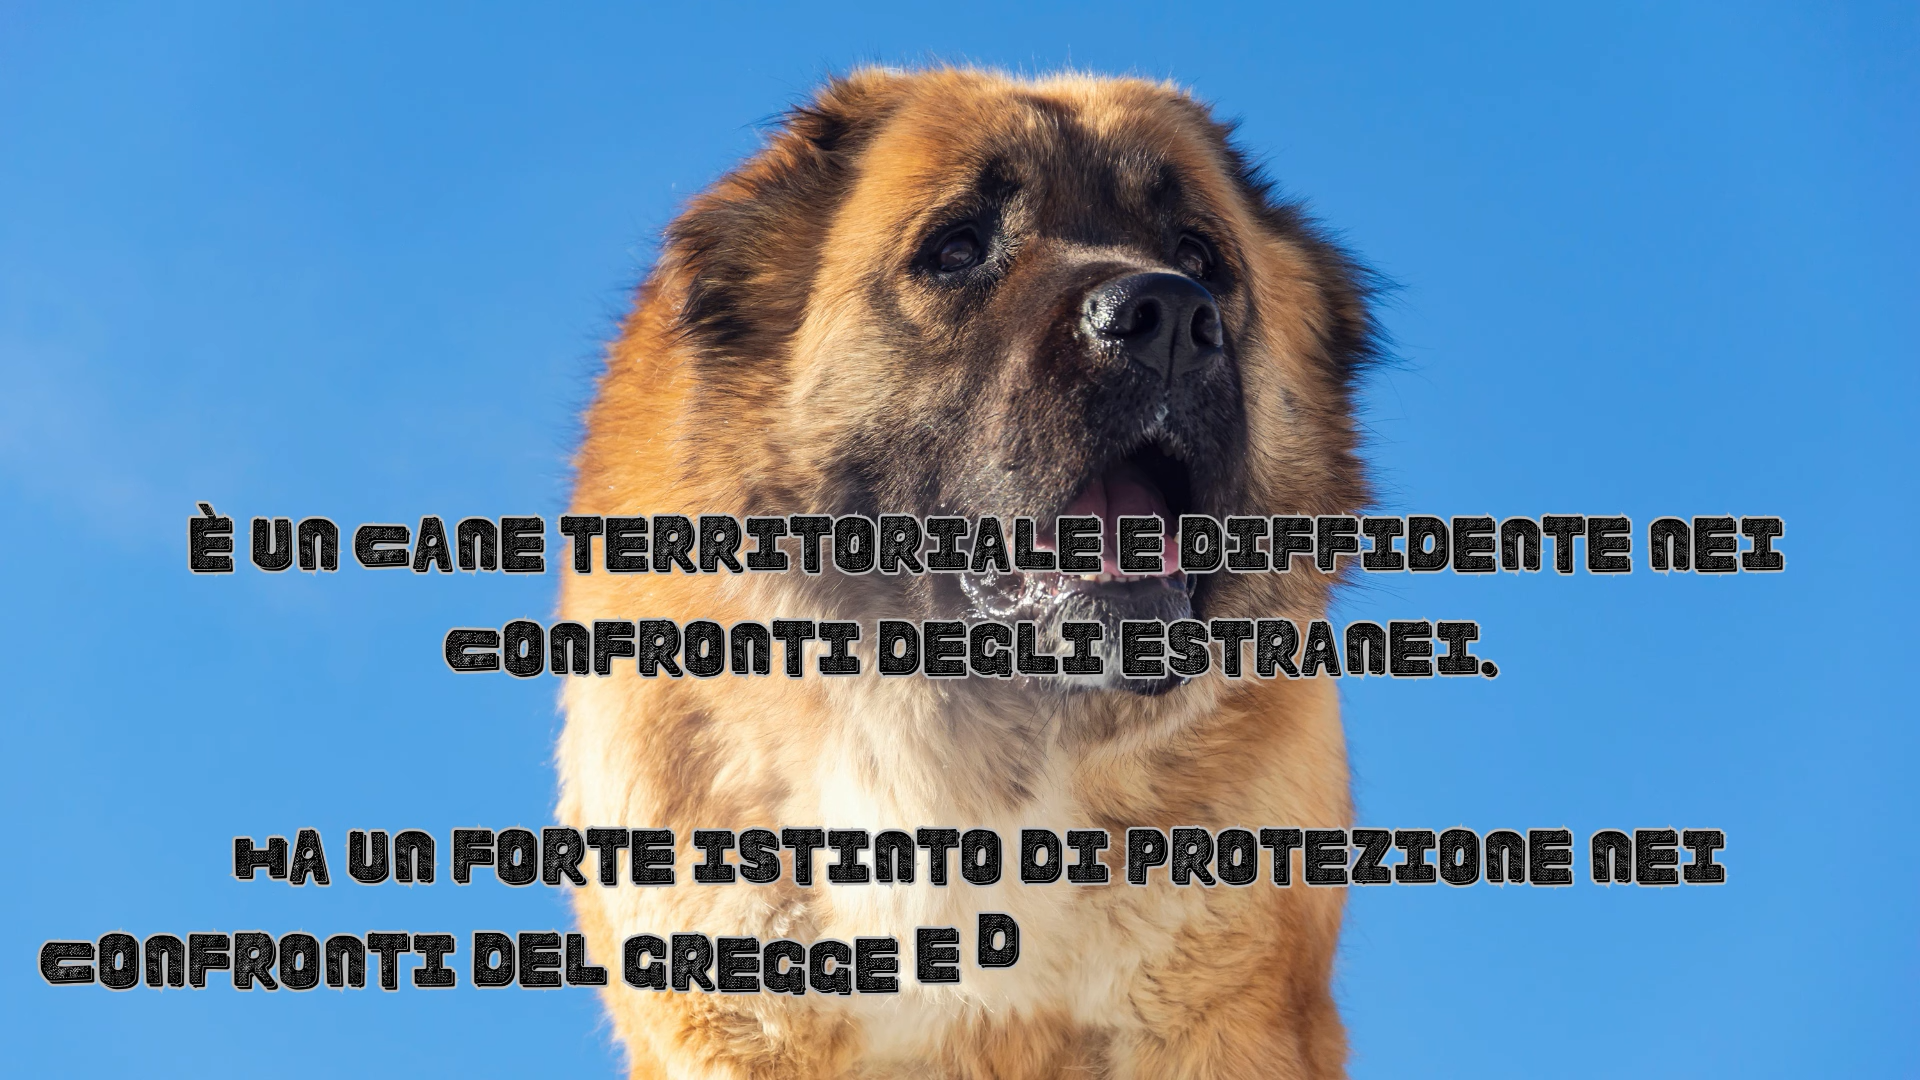 È UN CANE TERRITORIALE E DIFFIDENTE NEI
CONFRONTI DEGLI ESTRANEI.
HA UN FORTE ISTINTO DI PROTEZIONE NEI
CONFRONTI DEL GREGGE E D